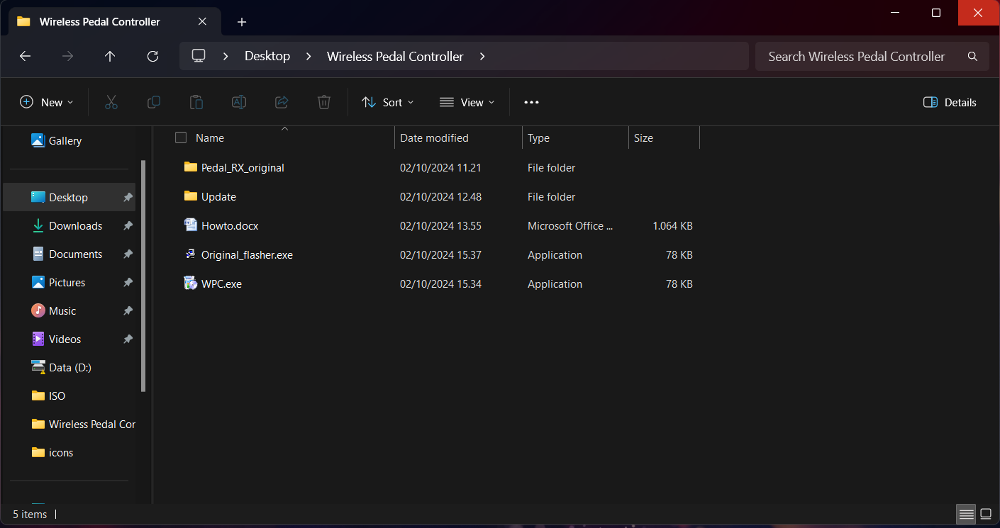 Wireless Pedal Controller
Desktop Wireless Pedal Controller Search Wireless Pedal Controller
New Sort View ••• Details
Gallery
Desktop
Downloads
Documents
Pictures
Music
Videos
Data (D:)
ISO
Wireless Pedal Cor
icons
Name Date modified Type Size
Pedal_RX_original 02/10/2024 11.21 File folder
Update 02/10/2024 12.48 File folder
Howto.docx 02/10/2024 13.55 Microsoft Office ... 1.064 KB
Original_flasher.exe 02/10/2024 15.37 Application 78 KB
WPC.exe 02/10/2024 15.34 Application 78 KB
5 items